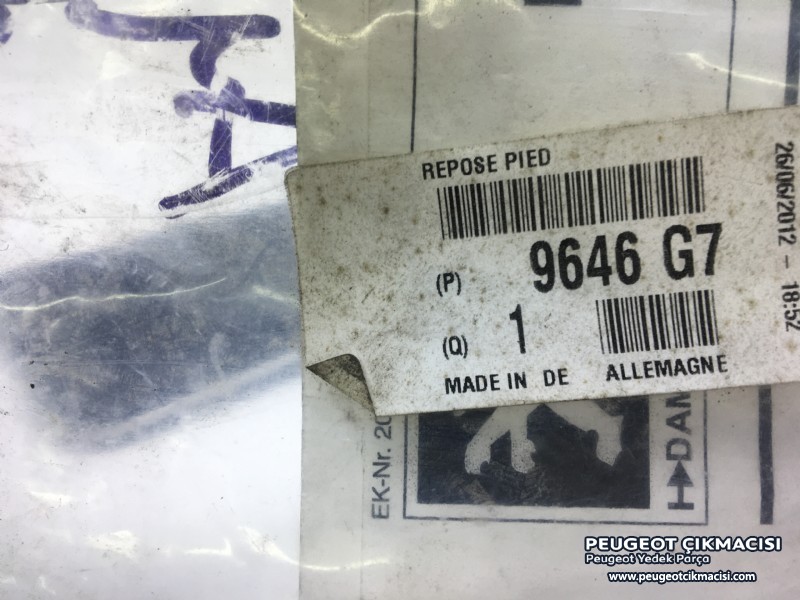 REPOSE PIED
(P) 9646 G7
(Q) 1
MADE IN DE ALLEMAGNE
26/06/2012 - 18:52
EK-Nr. 20
PEUGEOT ÇIKMACISI
Peugeot Yedek Parça
www.peugeotcikmacisi.com